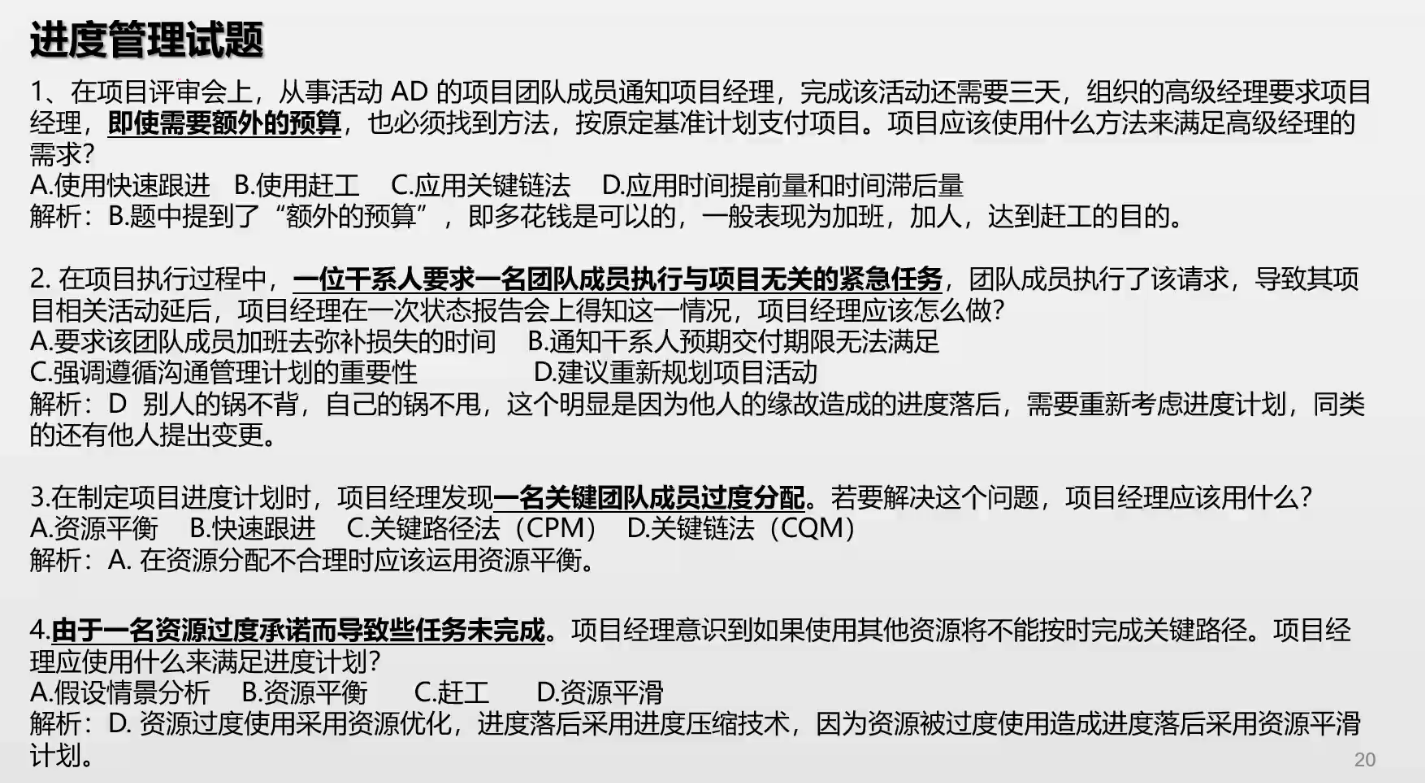 进度管理试题
1、在项目评审会上，从事活动 AD 的项目团队成员通知项目经理，完成该活动还需要三天，组织的高级经理要求项目
经理，即使需要额外的预算，也必须找到方法，按原定基准计划支付项目。项目应该使用什么方法来满足高级经理的
需求？
A.使用快速跟进 B.使用赶工 C.应用关键链法 D.应用时间提前量和时间滞后量
解析：B.题中提到了“额外的预算”，即多花钱是可以的，一般表现为加班，加人，达到赶工的目的。
2. 在项目执行过程中，一位干系人要求一名团队成员执行与项目无关的紧急任务，团队成员执行了该请求，导致其项
目相关活动延后，项目经理在一次状态报告会上得知这一情况，项目经理应该怎么做？
A.要求该团队成员加班去弥补损失的时间 B.通知干系人预期交付期限无法满足
C.强调遵循沟通管理计划的重要性 D.建议重新规划项目活动
解析：D 别人的锅不背，自己的锅不甩，这个明显是因为他人的缘故造成的进度落后，需要重新考虑进度计划，同类
的还有他人提出变更。
3.在制定项目进度计划时，项目经理发现一名关键团队成员过度分配。若要解决这个问题，项目经理应该用什么？
A.资源平衡 B.快速跟进 C.关键路径法（CPM） D.关键链法（CQM）
解析：A. 在资源分配不合理时应该运用资源平衡。
4.由于一名资源过度承诺而导致些任务未完成。项目经理意识到如果使用其他资源将不能按时完成关键路径。项目经
理应使用什么来满足进度计划？
A.假设情景分析 B.资源平衡 C.赶工 D.资源平滑
解析：D. 资源过度使用采用资源优化，进度落后采用进度压缩技术，因为资源被过度使用造成进度落后采用资源平滑
计划。
20